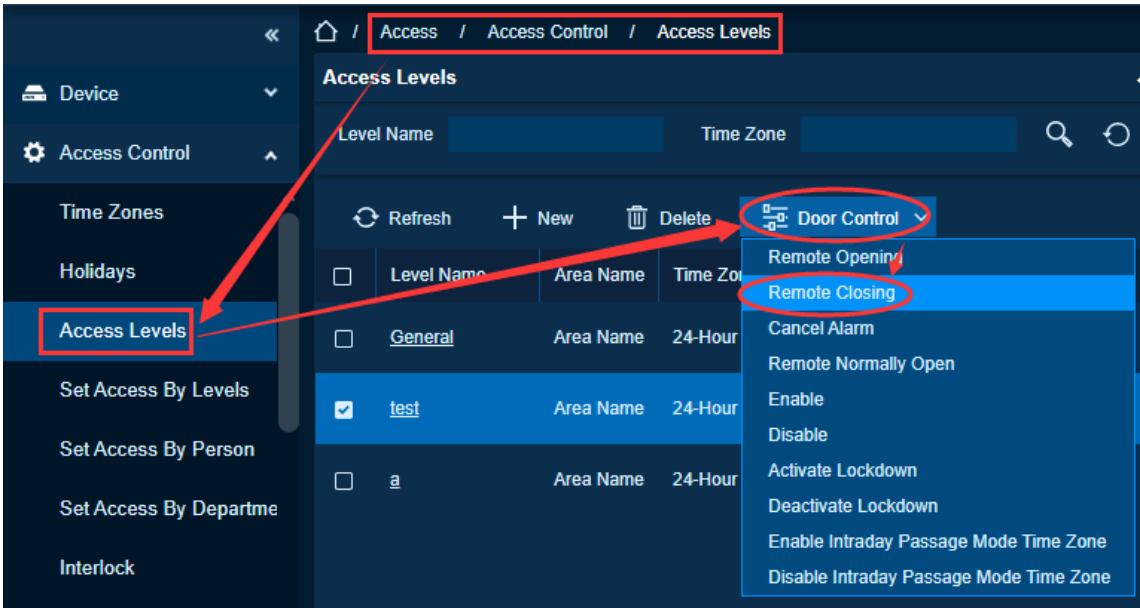 « / Access / Access Control / Access Levels
Device
Access Control
Time Zones
Holidays
Access Levels
Set Access By Levels
Set Access By Person
Set Access By Departme
Interlock
Access Levels
Level Name Time Zone
Refresh New Delete Door Control
Level Name Area Name Time Zo
General Area Name 24-Hour
test Area Name 24-Hour
a Area Name 24-Hour
Remote Opening
Remote Closing
Cancel Alarm
Remote Normally Open
Enable
Disable
Activate Lockdown
Deactivate Lockdown
Enable Intraday Passage Mode Time Zone
Disable Intraday Passage Mode Time Zone